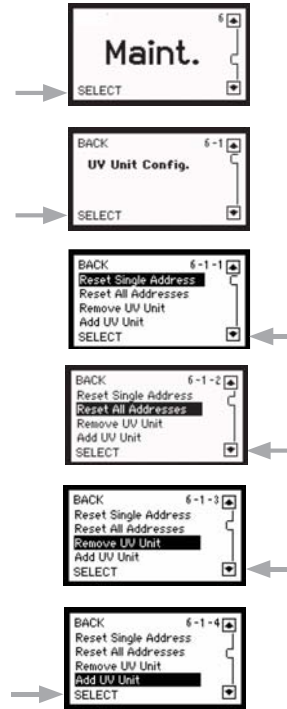 6
Maint.
SELECT
BACK 6-1
UV Unit Config.
SELECT
BACK 6-1-1
Reset Single Address
Reset All Addresses
Remove UV Unit
Add UV Unit
SELECT
BACK 6-1-2
Reset Single Address
Reset All Addresses
Remove UV Unit
Add UV Unit
SELECT
BACK 6-1-3
Reset Single Address
Reset All Addresses
Remove UV Unit
Add UV Unit
SELECT
BACK 6-1-4
Reset Single Address
Reset All Addresses
Remove UV Unit
Add UV Unit
SELECT